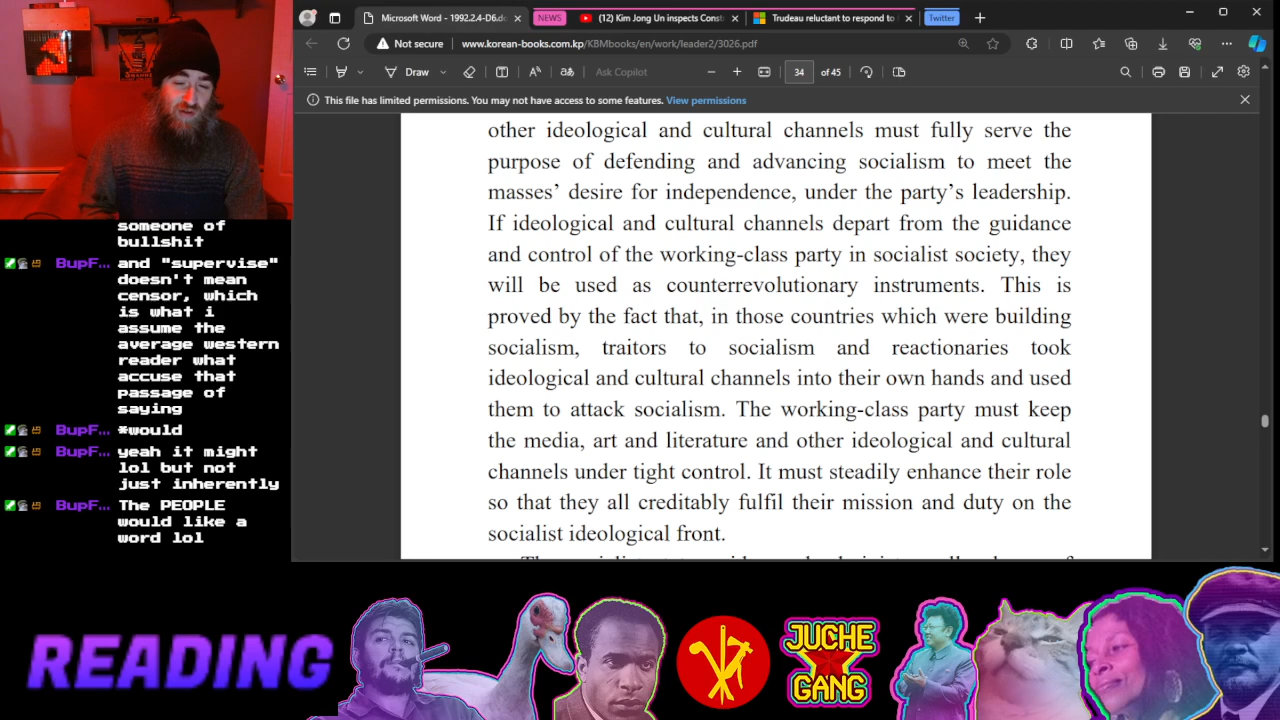 Microsoft Word - 1992.2.4-D6.do
NEWS
(12) Kim Jong Un inspects Const
Trudeau reluctant to respond to
Twitter
Not secure
www.korean-books.com.kp/KBMbooks/en/work/leader2/3026.pdf
Draw
Ask Copilot
34
of 45
This file has limited permissions. You may not have access to some features. View permissions
other ideological and cultural channels must fully serve the
purpose of defending and advancing socialism to meet the
masses’ desire for independence, under the party’s leadership.
If ideological and cultural channels depart from the guidance
and control of the working-class party in socialist society, they
will be used as counterrevolutionary instruments. This is
proved by the fact that, in those countries which were building
socialism, traitors to socialism and reactionaries took
ideological and cultural channels into their own hands and used
them to attack socialism. The working-class party must keep
the media, art and literature and other ideological and cultural
channels under tight control. It must steadily enhance their role
so that they all creditably fulfil their mission and duty on the
socialist ideological front.
someone of
bullshit
BupF... and "supervise"
doesn't mean
censor, which
is what i
assume the
average western
reader what
accuse that
passage of
saying
BupF... *would
BupF... yeah it might
lol but not
just inherently
BupF... The PEOPLE
would like a
word lol
READING
JUCHE
GANG